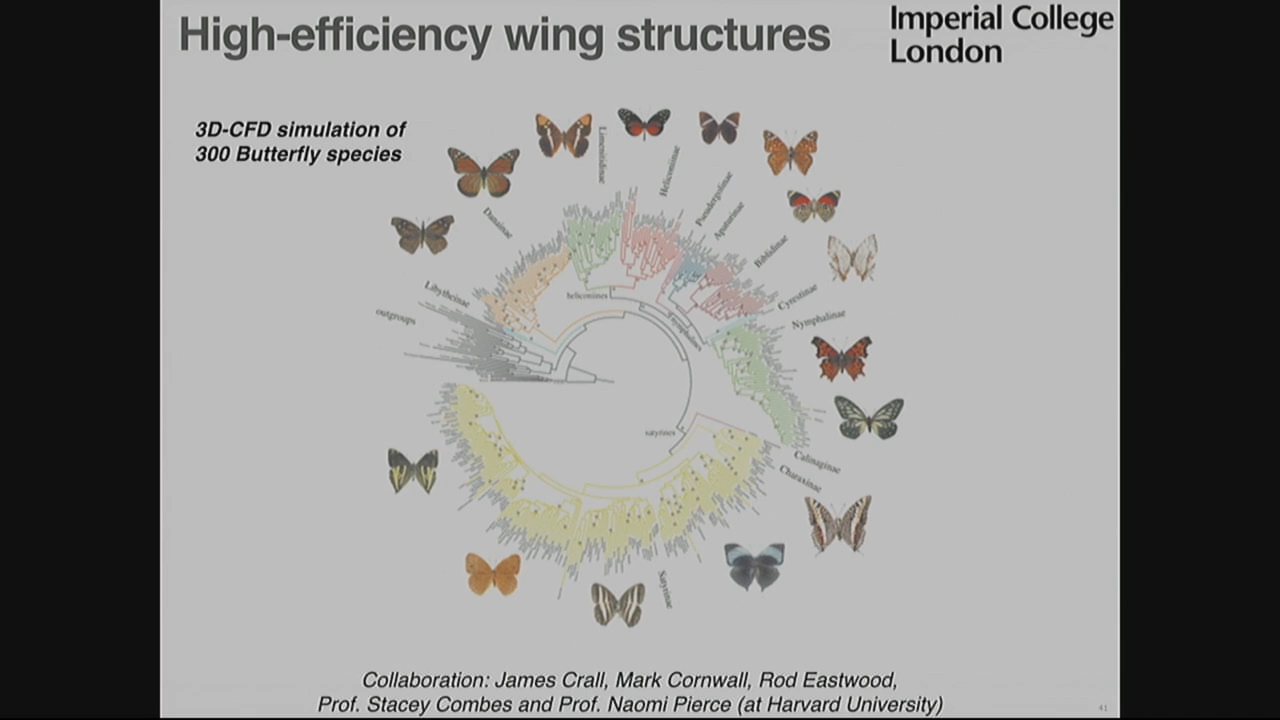 High-efficiency wing structures
Imperial College
London
3D-CFD simulation of
300 Butterfly species
Limenitidinae
Heliconiinae
Pseudergolinae
Apaturinae
Biblidinae
Cyrestinae
Nymphalinae
Danainae
Libytheinae
outgroups
heliconiines
nymphalines
satyrines
Calinaginae
Charaxinae
Satyrinae
Collaboration: James Crall, Mark Cornwall, Rod Eastwood,
Prof. Stacey Combes and Prof. Naomi Pierce (at Harvard University)
41